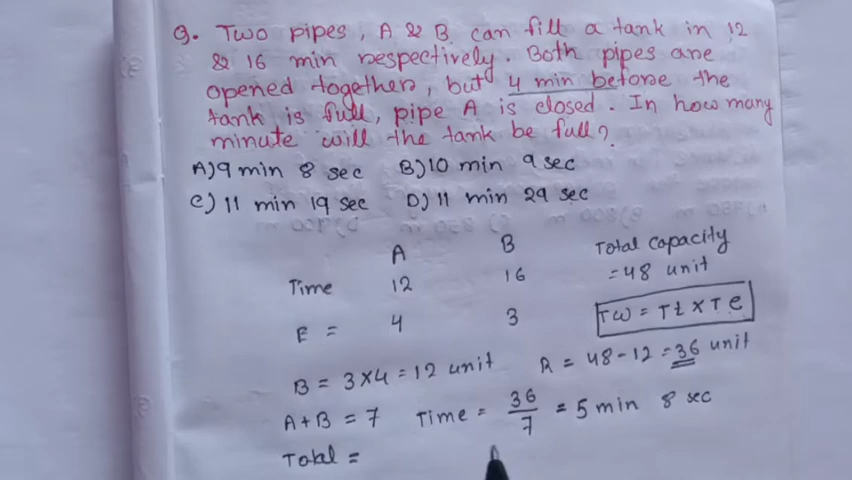 9. Two pipes, A & B can fill a tank in 12
& 16 min respectively. Both pipes are
opened together, but 4 min before the
tank is full, pipe A is closed. In how many
minute will the tank be full?
A) 9 min 8 sec B) 10 min 9 sec
C) 11 min 19 sec D) 11 min 29 sec
A B Total Capacity
= 48 unit
Time 12 16
E = 4 3 TW = Tt x TE
B = 3x4 = 12 unit A = 48-12 = 36 unit
A+B = 7 Time = 36/7 = 5 min 8 sec
Total =